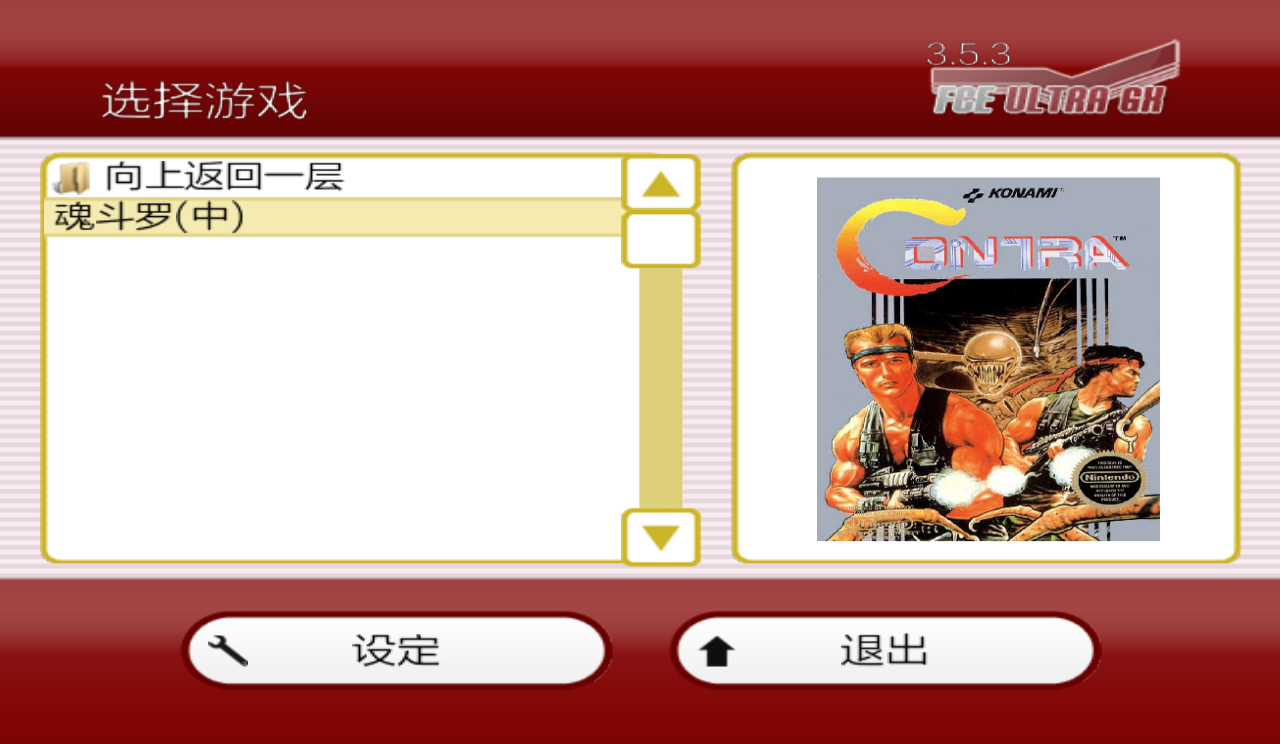 3.5.3
FCE ULTRA GX
选择游戏
向上返回一层
魂斗罗(中)
KONAMI
CONTRA™
Nintendo
设定
退出